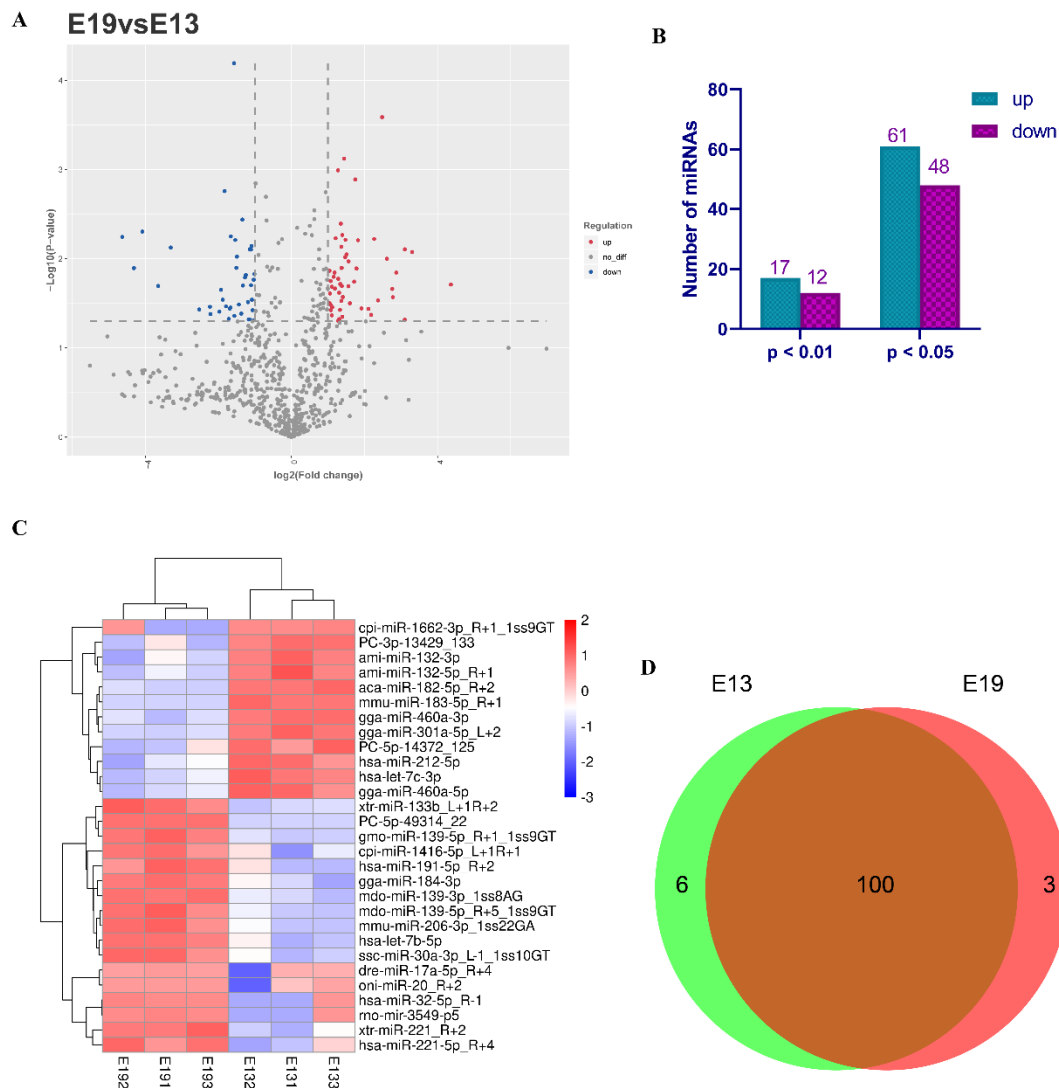 A
E19vsE13
4
3
2
1
0
−Log10(P-value)
-4
0
4
log2(Fold change)
Regulation
up
no_diff
down
B
Number of miRNAs
80
60
40
20
0
17
12
61
48
p < 0.01
p < 0.05
up
down
C
cpi-miR-1662-3p_R+1_1ss9GT
PC-3p-13429_133
ami-miR-132-3p
ami-miR-132-5p_R+1
aca-miR-182-5p_R+2
mmu-miR-183-5p_R+1
gga-miR-460a-3p
gga-miR-301a-5p_L+2
PC-5p-14372_125
hsa-miR-212-5p
hsa-let-7c-3p
gga-miR-460a-5p
xtr-miR-133b_L+1R+2
PC-5p-49314_22
gmo-miR-139-5p_R+1_1ss9GT
cpi-miR-1416-5p_L+1R+1
hsa-miR-191-5p_R+2
gga-miR-184-3p
mdo-miR-139-3p_1ss8AG
mdo-miR-139-5p_R+5_1ss9GT
mmu-miR-206-3p_1ss22GA
hsa-let-7b-5p
ssc-miR-30a-3p_L-1_1ss10GT
dre-miR-17a-5p_R+4
oni-miR-20_R+2
hsa-miR-32-5p_R-1
rno-mir-3549-p5
xtr-miR-221_R+2
hsa-miR-221-5p_R+4
E192
E191
E193
E132
E131
E133
2
1
0
-1
-2
-3
D
E13
E19
6
100
3